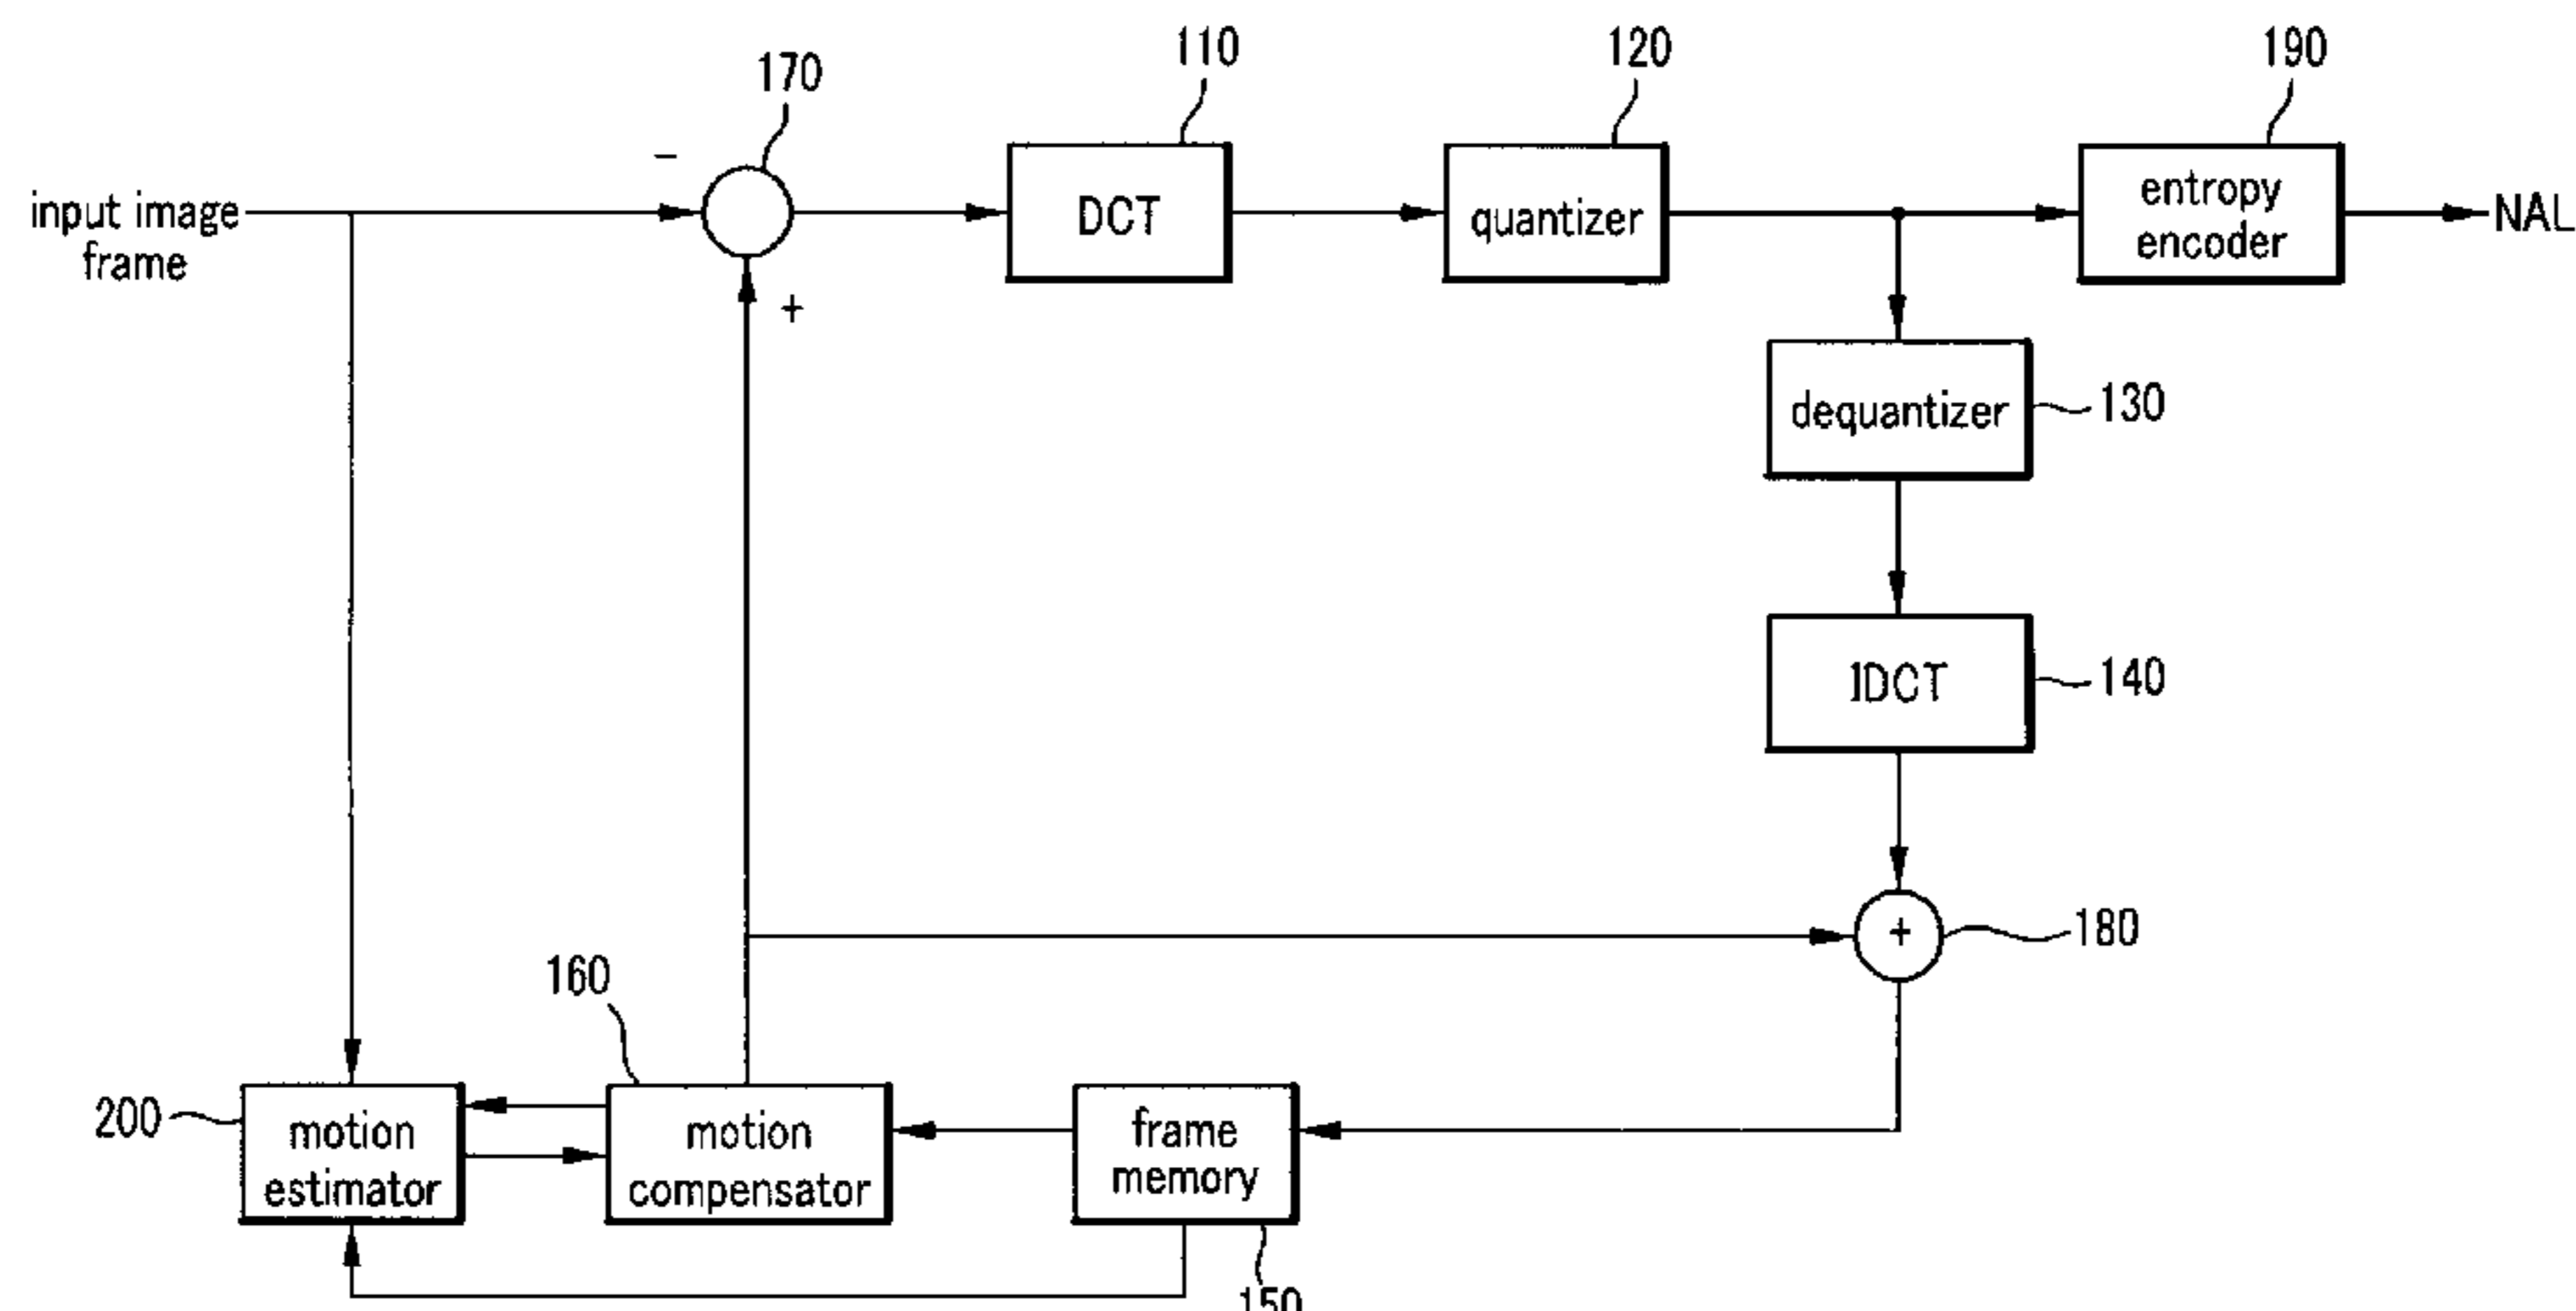 110
120
190
170
−
input image
frame
DCT
quantizer
entropy
encoder
NAL
+
dequantizer
130
IDCT
140
+
180
160
200
motion
estimator
motion
compensator
frame
memory
150